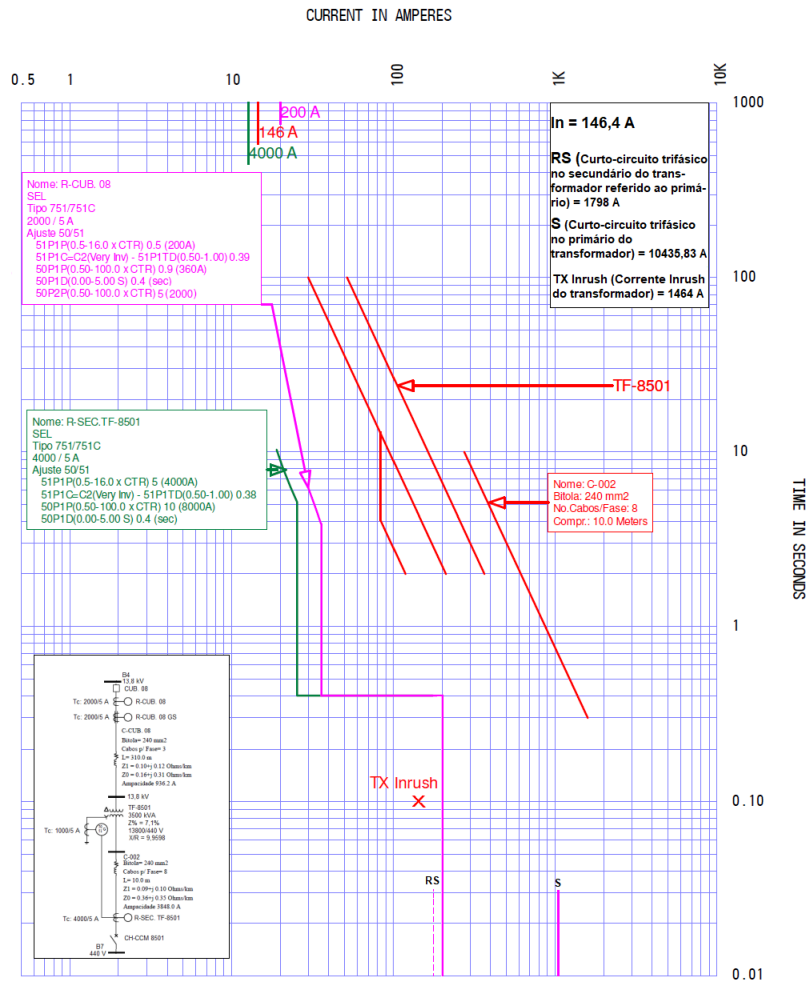 CURRENT IN AMPERES
0.5
1
10
100
1K
10K
1000
100
10
1
0.10
0.01
TIME IN SECONDS
200 A
146 A
4000 A
In = 146,4 A
RS (Curto-circuito trifásico
no secundário do trans-
formador referido ao primá-
rio) = 1798 A
S (Curto-circuito trifásico
no primário do
transformador) = 10435,83 A
TX Inrush (Corrente Inrush
do transformador) = 1464 A
Nome: R-CUB. 08
SEL
Tipo 751/751C
2000 / 5 A
Ajuste 50/51
51P1P(0.5-16.0 x CTR) 0.5 (200A)
51P1C=C2(Very Inv) - 51P1TD(0.50-1.00) 0.39
50P1P(0.50-100.0 x CTR) 0.9 (360A)
50P1D(0.00-5.00 S) 0.4 (sec)
50P2P(0.50-100.0 x CTR) 5 (2000)
TF-8501
Nome: R-SEC.TF-8501
SEL
Tipo 751/751C
4000 / 5 A
Ajuste 50/51
51P1P(0.5-16.0 x CTR) 5 (4000A)
51P1C=C2(Very Inv) - 51P1TD(0.50-1.00) 0.38
50P1P(0.50-100.0 x CTR) 10 (8000A)
50P1D(0.00-5.00 S) 0.4 (sec)
Nome: C-002
Bitola: 240 mm2
No.Cabos/Fase: 8
Compr.: 10.0 Meters
TX Inrush
RS
S
B4
13,8 kV
CUB. 08
Tc: 2000/5 A
R-CUB. 08
Tc: 2000/5 A
R-CUB. 08 GS
C-CUB. 08
Bitola= 240 mm2
Cabos p/ Fase= 3
L= 310.0 m
Z1 = 0.10+j 0.12 Ohms/km
Z0 = 0.16+j 0.31 Ohms/km
Ampacidade 936.2 A
13,8 kV
TF-8501
3500 kVA
Z% = 7.1%
13800/440 V
X/R = 9.9598
Tc: 1000/5 A
C-002
Bitola= 240 mm2
Cabos p/ Fase= 8
L= 10.0 m
Z1 = 0.09+j 0.10 Ohms/km
Z0 = 0.36+j 0.35 Ohms/km
Ampacidade 3848.0 A
Tc: 4000/5 A
R-SEC. TF-8501
CH-CCM 8501
B7
440 V